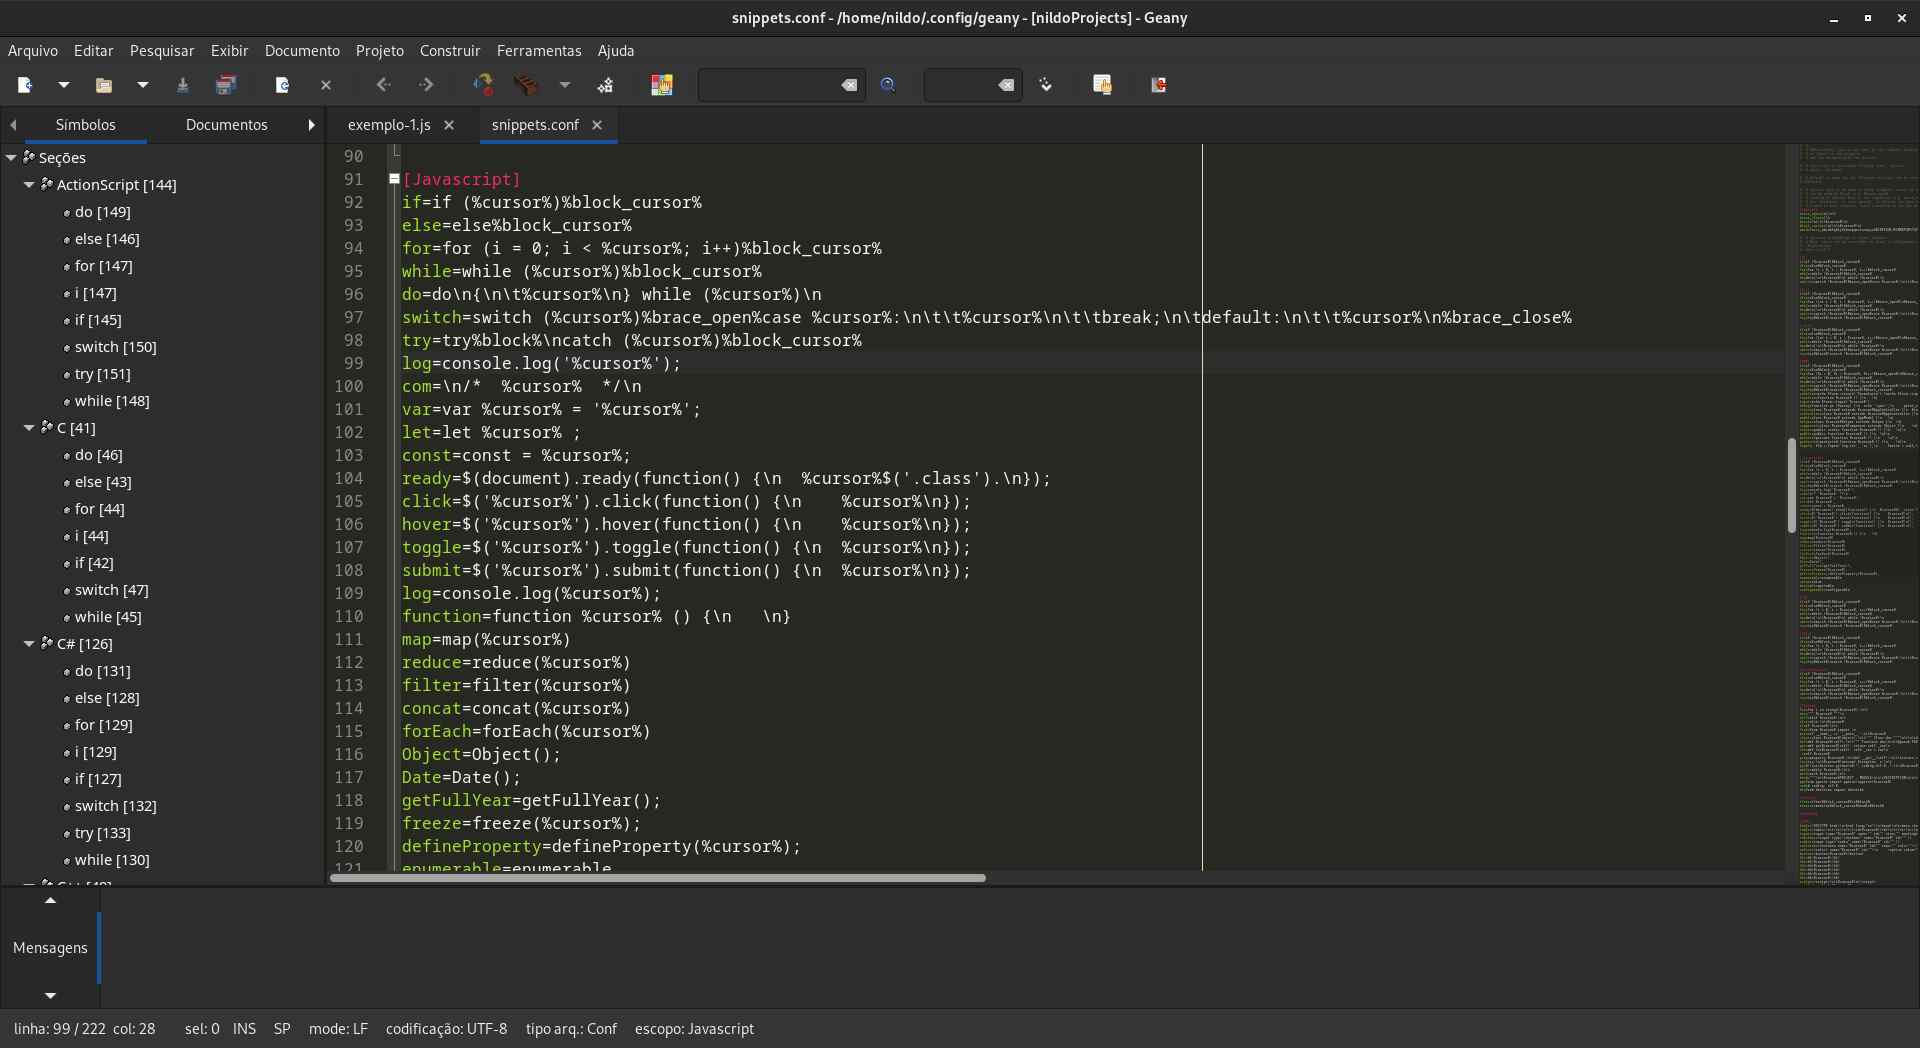 snippets.conf - /home/nildo/.config/geany - [nildoProjects] - Geany
Arquivo Editar Pesquisar Exibir Documento Projeto Construir Ferramentas Ajuda
Símbolos Documentos
exemplo-1.js snippets.conf
Seções
ActionScript [144]
do [149]
else [146]
for [147]
i [147]
if [145]
switch [150]
try [151]
while [148]
C [41]
do [46]
else [43]
for [44]
i [44]
if [42]
switch [47]
while [45]
C# [126]
do [131]
else [128]
for [129]
i [129]
if [127]
switch [132]
try [133]
while [130]
90
91 [Javascript]
92 if=if (%cursor%)%block_cursor%
93 else=else%block_cursor%
94 for=for (i = 0; i < %cursor%; i++)%block_cursor%
95 while=while (%cursor%)%block_cursor%
96 do=do\n{\n\t%cursor%\n} while (%cursor%)\n
97 switch=switch (%cursor%)%brace_open%case %cursor%:\n\t\t%cursor%\n\t\tbreak;\n\tdefault:\n\t\t%cursor%\n%brace_close%
98 try=try%block%\ncatch (%cursor%)%block_cursor%
99 log=console.log('%cursor%');
100 com=\n/*  %cursor%  */\n
101 var=var %cursor% = '%cursor%';
102 let=let %cursor% ;
103 const=const = %cursor%;
104 ready=$(document).ready(function() {\n  %cursor%$('.class').\n});
105 click=$('%cursor%').click(function() {\n    %cursor%\n});
106 hover=$('%cursor%').hover(function() {\n    %cursor%\n});
107 toggle=$('%cursor%').toggle(function() {\n  %cursor%\n});
108 submit=$('%cursor%').submit(function() {\n  %cursor%\n});
109 log=console.log(%cursor%);
110 function=function %cursor% () {\n   \n}
111 map=map(%cursor%)
112 reduce=reduce(%cursor%)
113 filter=filter(%cursor%)
114 concat=concat(%cursor%)
115 forEach=forEach(%cursor%)
116 Object=Object();
117 Date=Date();
118 getFullYear=getFullYear();
119 freeze=freeze(%cursor%);
120 defineProperty=defineProperty(%cursor%);
121 enumerable=enumerable
Mensagens
linha: 99 / 222 col: 28 sel: 0 INS SP mode: LF codificação: UTF-8 tipo arq.: Conf escopo: Javascript